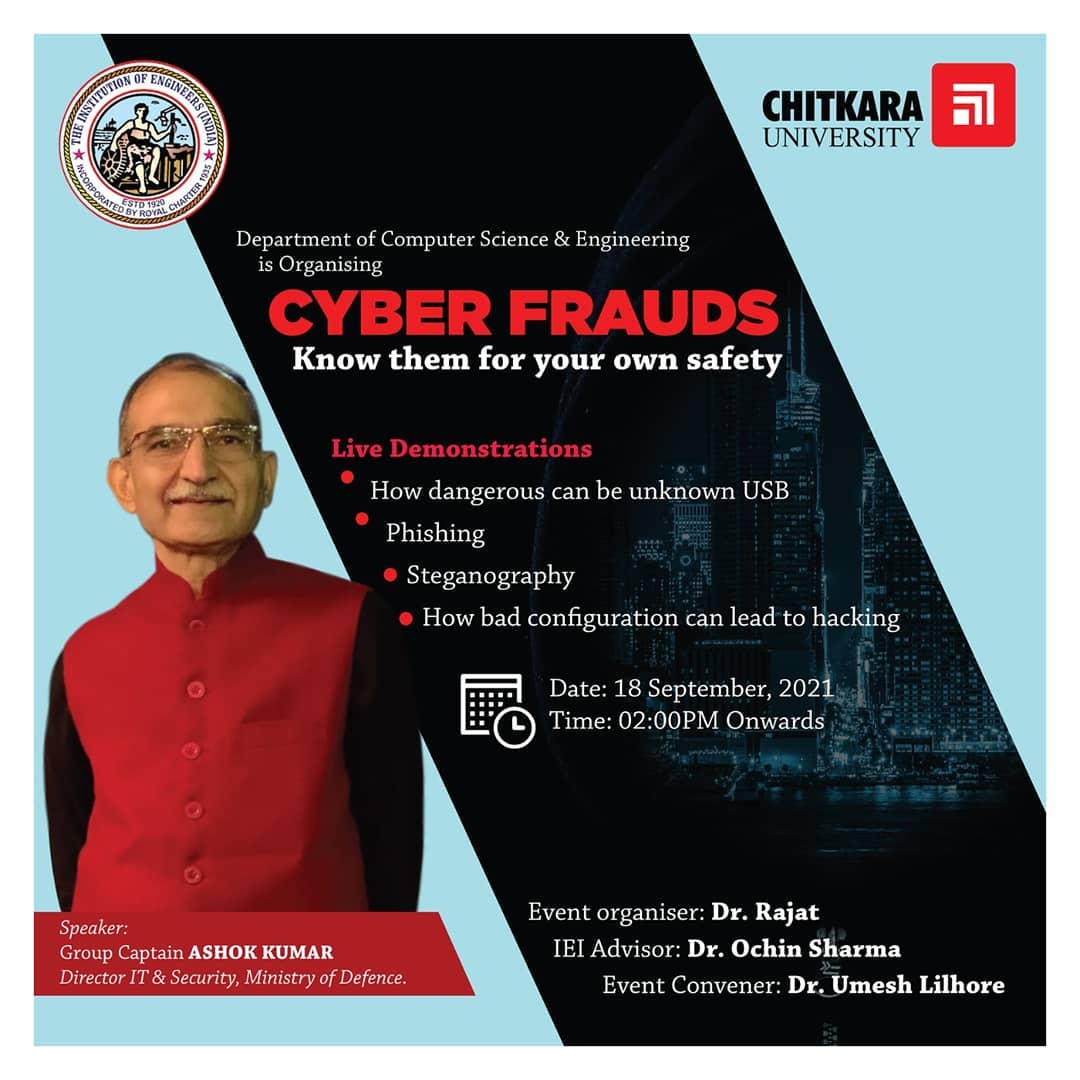 THE INSTITUTION OF ENGINEERS (INDIA)
INCORPORATED BY ROYAL CHARTER 1935
ESTD 1920
CHITKARA
UNIVERSITY
Department of Computer Science & Engineering
is Organising
CYBER FRAUDS
Know them for your own safety
Live Demonstrations
How dangerous can be unknown USB
Phishing
Steganography
How bad configuration can lead to hacking
Date: 18 September, 2021
Time: 02:00PM Onwards
Speaker:
Group Captain ASHOK KUMAR
Director IT & Security, Ministry of Defence.
Event organiser: Dr. Rajat
IEI Advisor: Dr. Ochin Sharma
Event Convener: Dr. Umesh Lilhore